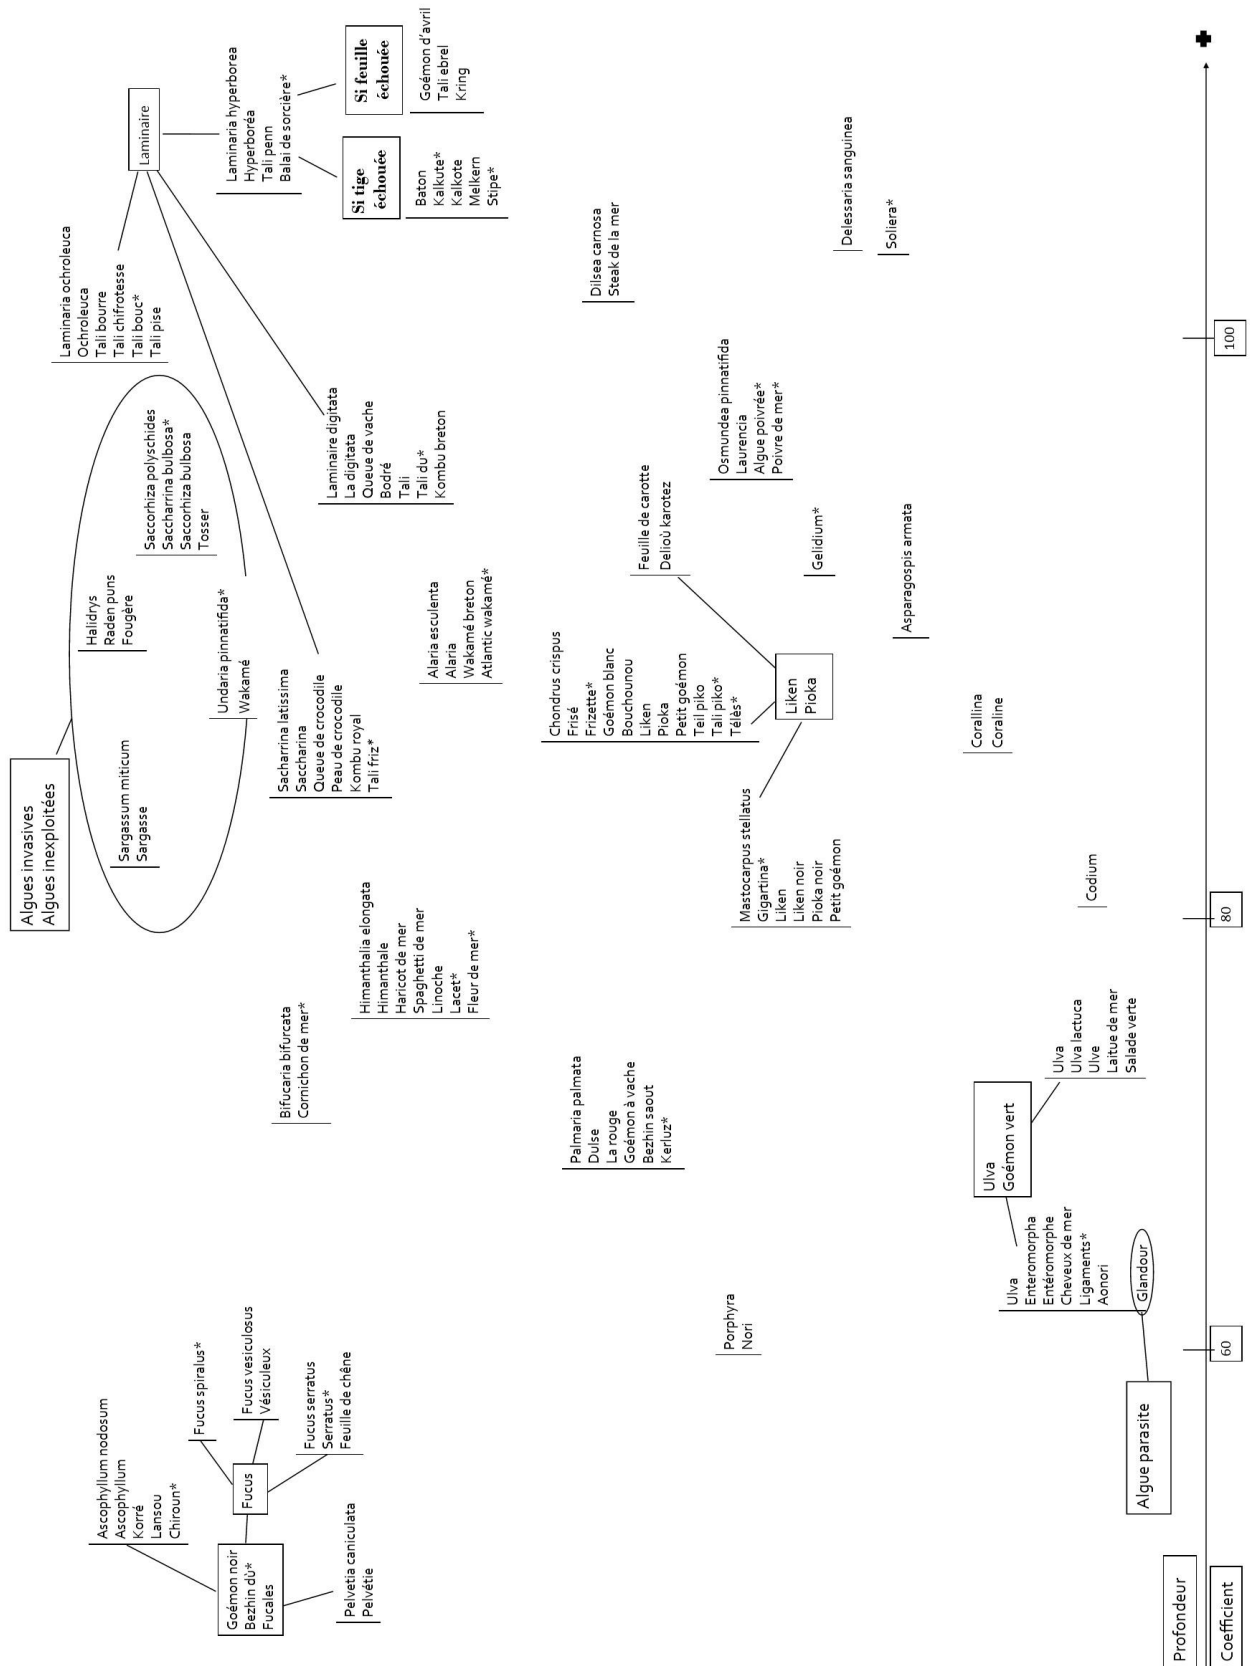 Algues invasives
Algues inexploitées
Sargassum miticum
Sargasse
Halidrys
Raden puns
Fougère
Saccorhiza polyschides
Saccharrina bulbosa*
Saccorhiza bulbosa
Tosser
Undaria pinnatifida*
Wakamé
Laminaria ochroleuca
Ochroleuca
Tali bourre
Tali chifrotesse
Tali bouc*
Tali pise
Laminaire
Laminaria hyperborea
Hyperboréa
Tali penn
Balai de sorcière*
Si tige
échouée
Baton
Kalkute*
Kalkote
Melkern
Stipe*
Si feuille
échouée
Goémon d'avril
Tali ebrel
Kring
Ascophyllum nodosum
Ascophyllum
Korré
Lansou
Chiroun*
Goémon noir
Bezhin dù*
Fucales
Fucus
Fucus spiralus*
Fucus vesiculosus
Vésiculeux
Fucus serratus
Serratus*
Feuille de chêne
Pelvetia caniculata
Pelvétie
Bifucaria bifurcata
Cornichon de mer*
Sacharrina latissima
Saccharina
Queue de crocodile
Peau de crocodile
Kombu royal
Tali friz*
Laminaire digitata
La digitata
Queue de vache
Bodré
Tali
Tali du*
Kombu breton
Himanthalia elongata
Himanthale
Haricot de mer
Spaghetti de mer
Linoche
Lacet*
Fleur de mer*
Alaria esculenta
Alaria
Wakamé breton
Atlantic wakamé*
Palmaria palmata
Dulse
La rouge
Goémon à vache
Bezhin saout
Kerluz*
Chondrus crispus
Frisé
Frizette*
Goémon blanc
Bouchounou
Liken
Pioka
Petit goémon
Teil piko
Tali piko*
Télès*
Dilsea carnosa
Steak de la mer
Feuille de carotte
Delioù karotez
Liken
Pioka
Mastocarpus stellatus
Gigartina*
Liken
Liken noir
Pioka noir
Petit goémon
Osmundea pinnatifida
Laurencia
Algue poivrée*
Poivre de mer*
Porphyra
Nori
Gelidium*
Delessaria sanguinea
Soliera*
Asparagospis armata
Corallina
Coraline
Ulva
Goémon vert
Ulva
Enteromorpha
Entéromorphe
Cheveux de mer
Ligaments*
Aonori
Glandour
Ulva
Ulva lactuca
Ulve
Laitue de mer
Salade verte
Codium
Algue parasite
Profondeur
Coefficient
60
80
100